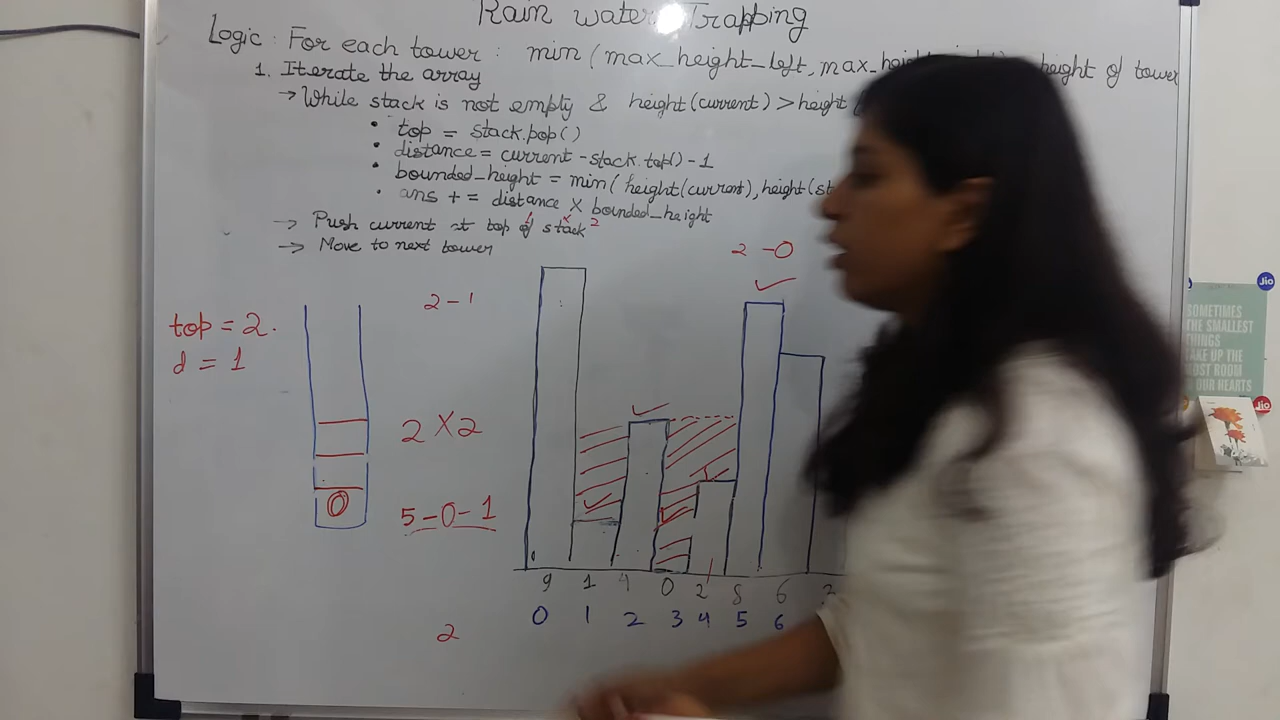 Rain water Trapping
Logic: For each tower: min (max_height_left, max_ height of tower
1. Iterate the array
→ While stack is not empty & height(current) > height
• top = stack.pop()
• distance = current - stack.top() - 1
• bounded_height = min( height(current), height(st
• ans += distance X bounded_height
1 x 2
→ Push current at top of stack
→ Move to next tower
2 - 0
2 - 1
top = 2.
d = 1
2 X 2
0
5 - 0 - 1
9 1 4 0 2 8 6
0 1 2 3 4 5 6
2
Jio
SOMETIMES
THE SMALLEST
THINGS
TAKE UP THE
MOST ROOM
OUR HEARTS
Jio